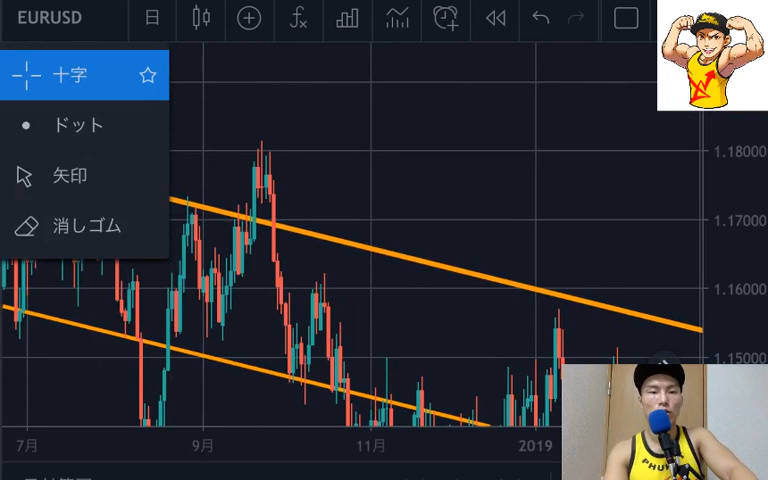 EURUSD
日
十字
ドット
矢印
消しゴム
1.18000
1.17000
1.16000
1.15000
7月
9月
11月
2019